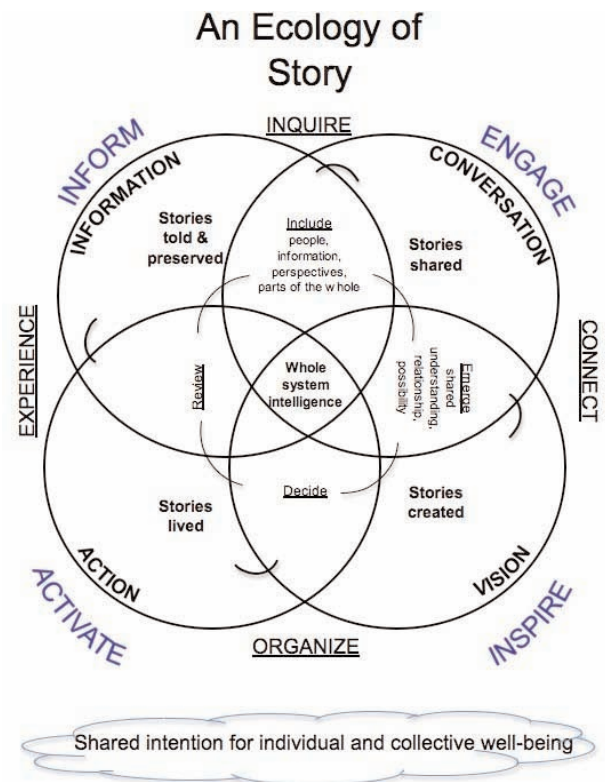 An Ecology of
Story
INQUIRE
INFORM
ENGAGE
INFORMATION
CONVERSATION
Stories
told &
preserved
Include
people,
information,
perspectives,
parts of the whole
Stories
shared
EXPERIENCE
Review
Whole
system
intelligence
Emerge
shared
understanding,
relationship,
possibility
CONNECT
Stories
lived
Decide
Stories
created
ACTION
VISION
ACTIVATE
INSPIRE
ORGANIZE
Shared intention for individual and collective well-being